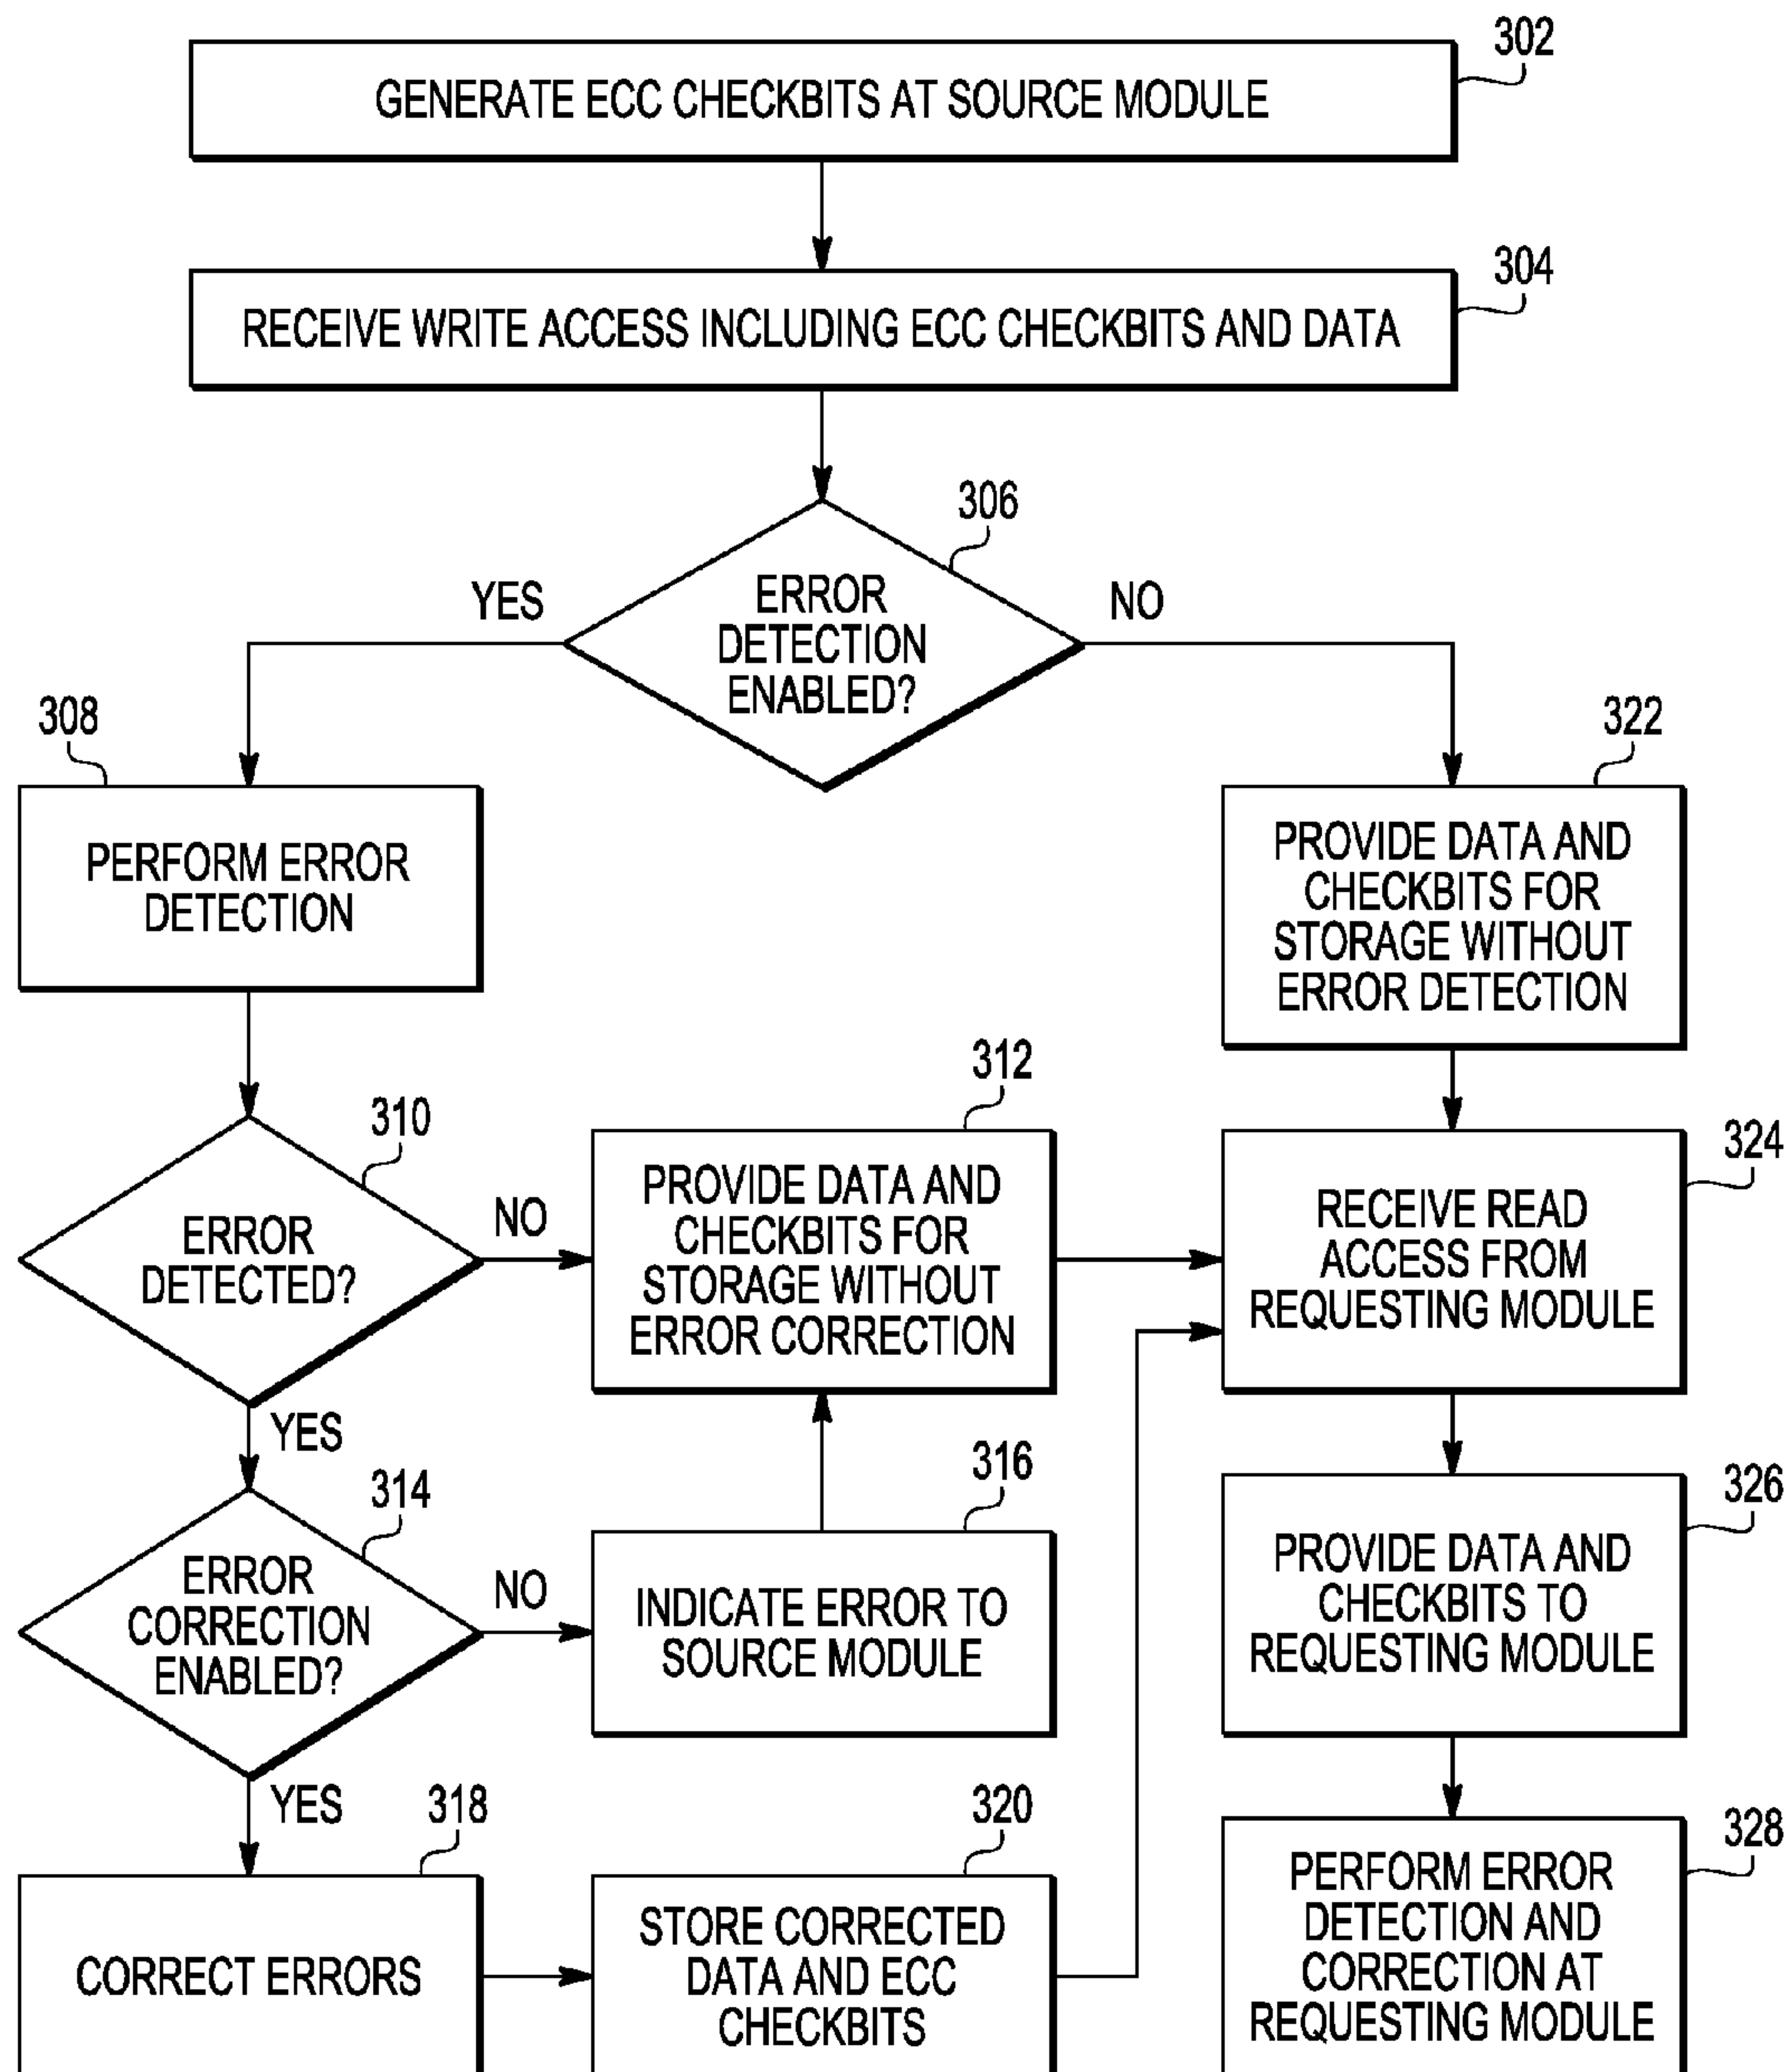 302
GENERATE ECC CHECKBITS AT SOURCE MODULE
304
RECEIVE WRITE ACCESS INCLUDING ECC CHECKBITS AND DATA
306
ERROR
DETECTION
ENABLED?
YES
NO
308
PERFORM ERROR
DETECTION
322
PROVIDE DATA AND
CHECKBITS FOR
STORAGE WITHOUT
ERROR DETECTION
310
ERROR
DETECTED?
NO
YES
312
PROVIDE DATA AND
CHECKBITS FOR
STORAGE WITHOUT
ERROR CORRECTION
324
RECEIVE READ
ACCESS FROM
REQUESTING MODULE
314
ERROR
CORRECTION
ENABLED?
NO
YES
316
INDICATE ERROR TO
SOURCE MODULE
326
PROVIDE DATA AND
CHECKBITS TO
REQUESTING MODULE
318
CORRECT ERRORS
320
STORE CORRECTED
DATA AND ECC
CHECKBITS
328
PERFORM ERROR
DETECTION AND
CORRECTION AT
REQUESTING MODULE